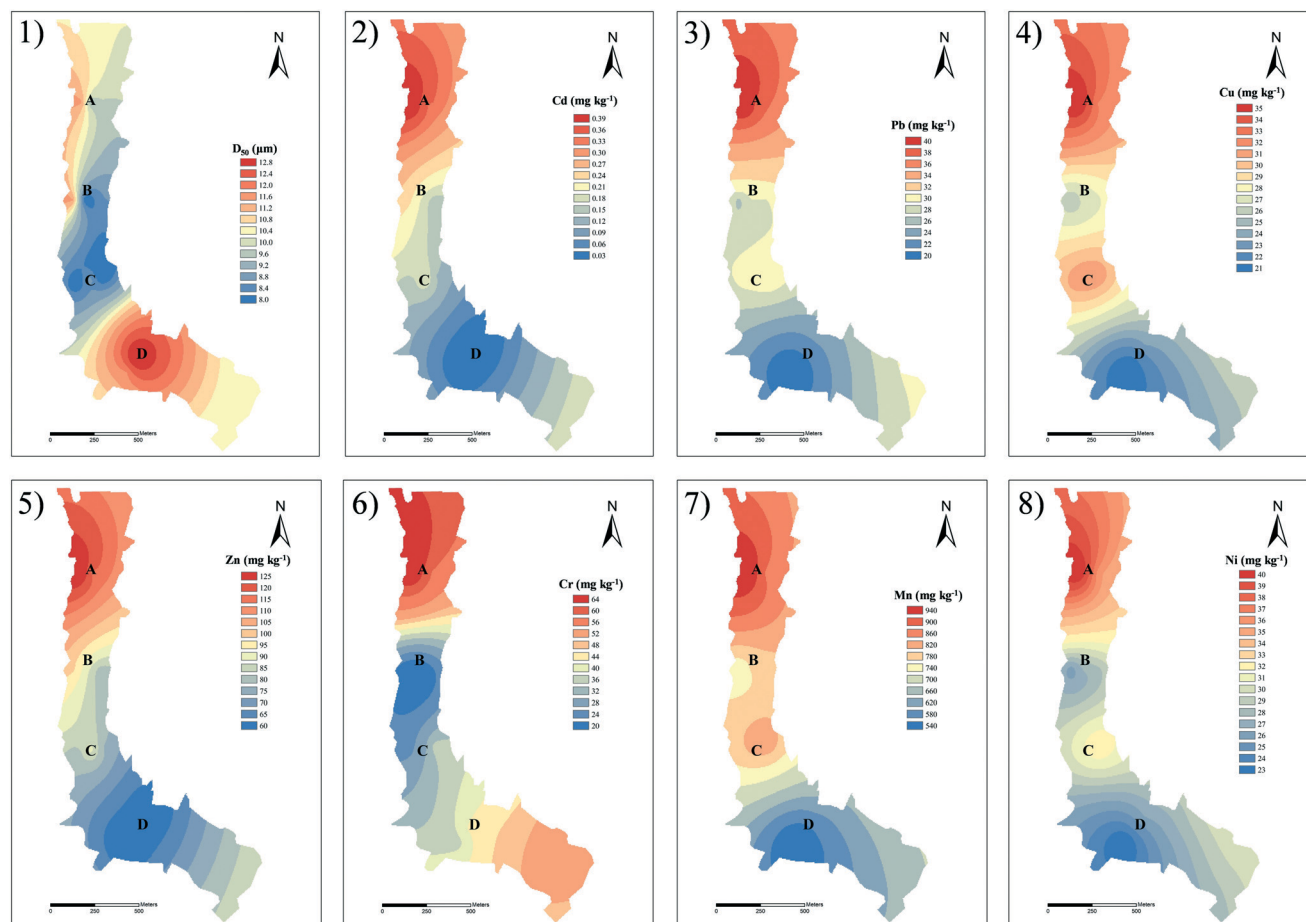 1)
N
A
B
C
D
D₅₀ (μm)
12.8
12.4
12.0
11.6
11.2
10.8
10.4
10.0
9.6
9.2
8.8
8.4
8.0
0 250 500 Meters
2)
N
A
B
C
D
Cd (mg kg⁻¹)
0.39
0.36
0.33
0.30
0.27
0.24
0.21
0.18
0.15
0.12
0.09
0.06
0.03
0 250 500 Meters
3)
N
A
B
C
D
Pb (mg kg⁻¹)
40
38
36
34
32
30
28
26
24
22
20
0 250 500 Meters
4)
N
A
B
C
D
Cu (mg kg⁻¹)
35
34
33
32
31
30
29
28
27
26
25
24
23
22
21
0 250 500 Meters
5)
N
A
B
C
D
Zn (mg kg⁻¹)
125
120
115
110
105
100
95
90
85
80
75
70
65
60
0 250 500 Meters
6)
N
A
B
C
D
Cr (mg kg⁻¹)
64
60
56
52
48
44
40
36
32
28
24
20
0 250 500 Meters
7)
N
A
B
C
D
Mn (mg kg⁻¹)
940
900
860
820
780
740
700
660
620
580
540
0 250 500 Meters
8)
N
A
B
C
D
Ni (mg kg⁻¹)
40
39
38
37
36
35
34
33
32
31
30
29
28
27
26
25
24
23
0 250 500 Meters